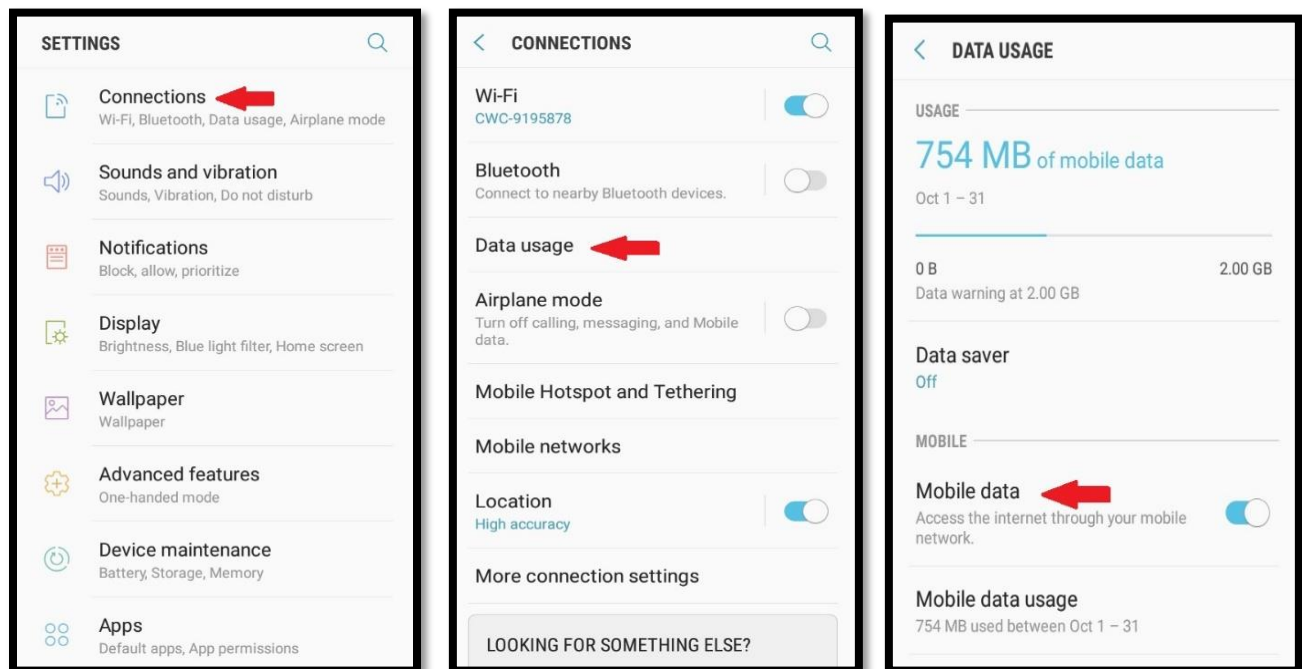 SETTINGS
Connections
Wi-Fi, Bluetooth, Data usage, Airplane mode
Sounds and vibration
Sounds, Vibration, Do not disturb
Notifications
Block, allow, prioritize
Display
Brightness, Blue light filter, Home screen
Wallpaper
Wallpaper
Advanced features
One-handed mode
Device maintenance
Battery, Storage, Memory
Apps
Default apps, App permissions
CONNECTIONS
Wi-Fi
CWC-9195878
Bluetooth
Connect to nearby Bluetooth devices.
Data usage
Airplane mode
Turn off calling, messaging, and Mobile
data.
Mobile Hotspot and Tethering
Mobile networks
Location
High accuracy
More connection settings
LOOKING FOR SOMETHING ELSE?
DATA USAGE
USAGE
754 MB of mobile data
Oct 1 – 31
0 B 2.00 GB
Data warning at 2.00 GB
Data saver
Off
MOBILE
Mobile data
Access the internet through your mobile
network.
Mobile data usage
754 MB used between Oct 1 – 31